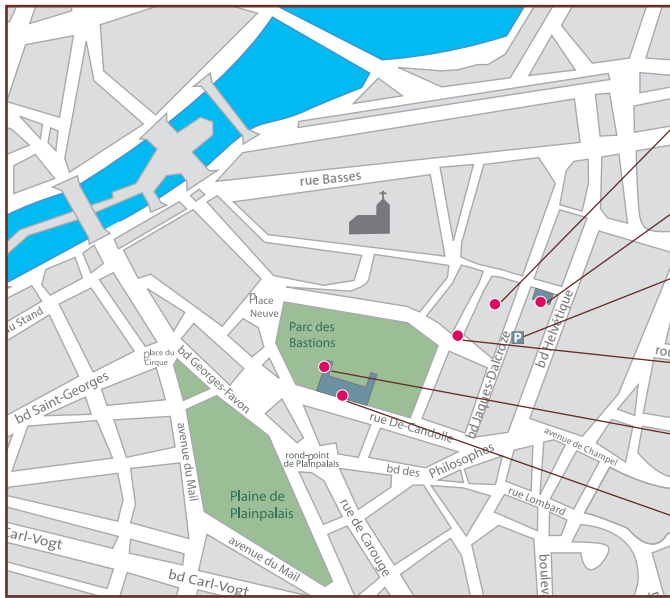 rue Basses
Place
Neuve
Parc des
Bastions
P
bd Helvétique
bd Jaques-Dalcroze
du Stand
place du
Cirque
bd Georges-Favon
bd Saint-Georges
rue De-Candolle
rond-point
de Plainpalais
bd des Philosophes
avenue de Champel
avenue du Mail
Plaine de
Plainpalais
rue de Carouge
rue Lombard
Carl-Vogt
avenue du Mail
bd Carl-Vogt
boulev
rou